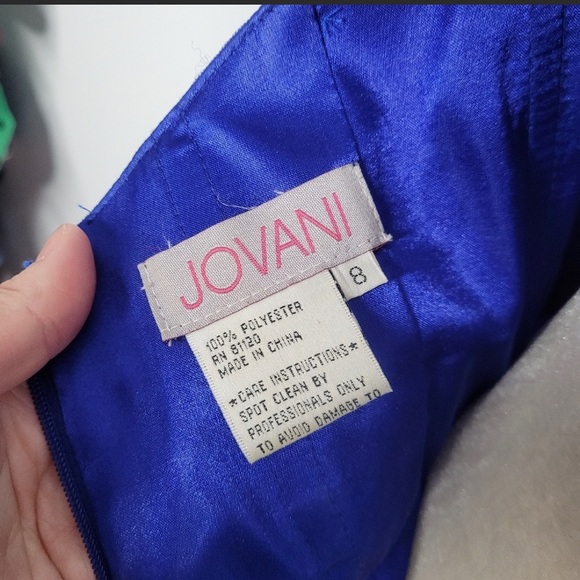 JOVANI
8
100% POLYESTER
RN 81120
MADE IN CHINA
*CARE INSTRUCTIONS*
SPOT CLEAN BY
PROFESSIONALS ONLY
TO AVOID DAMAGE TO